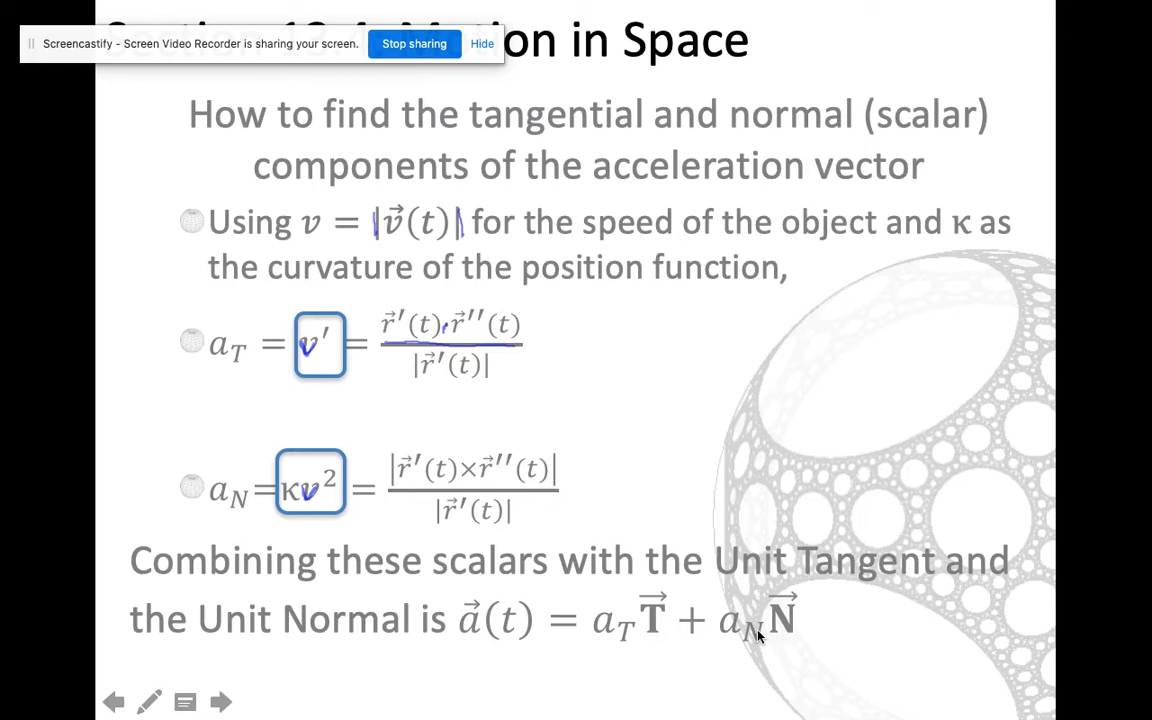 Screencastify - Screen Video Recorder is sharing your screen. Stop sharing Hide
on in Space
How to find the tangential and normal (scalar)
components of the acceleration vector
Using v = |v⃗(t)| for the speed of the object and κ as
the curvature of the position function,
a_T = v′ = (r⃗′(t)·r⃗′′(t))/|r⃗′(t)|
a_N=κv² = |r⃗′(t)×r⃗′′(t)|/|r⃗′(t)|
Combining these scalars with the Unit Tangent and
the Unit Normal is a⃗(t) = a_T T⃗ + a_N N⃗